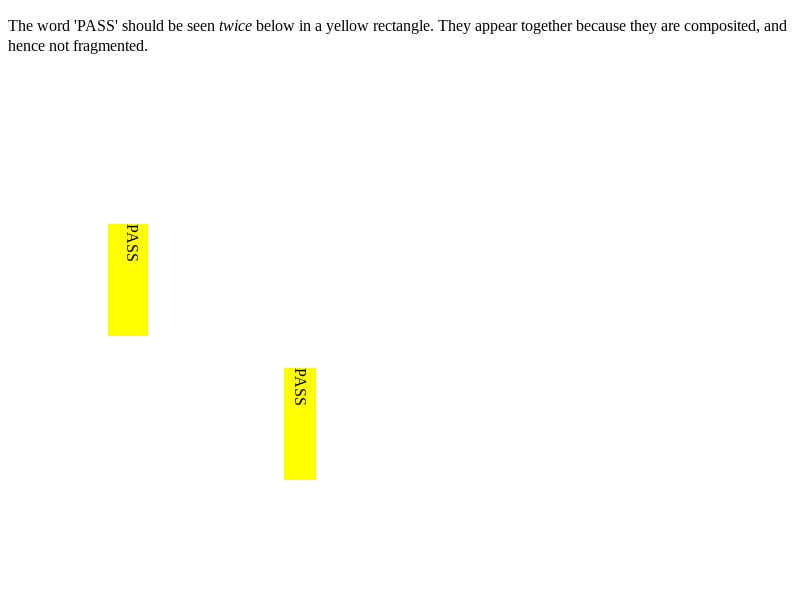 The word 'PASS' should be seen twice below in a yellow rectangle. They appear together because they are composited, and
hence not fragmented.
PASS
PASS